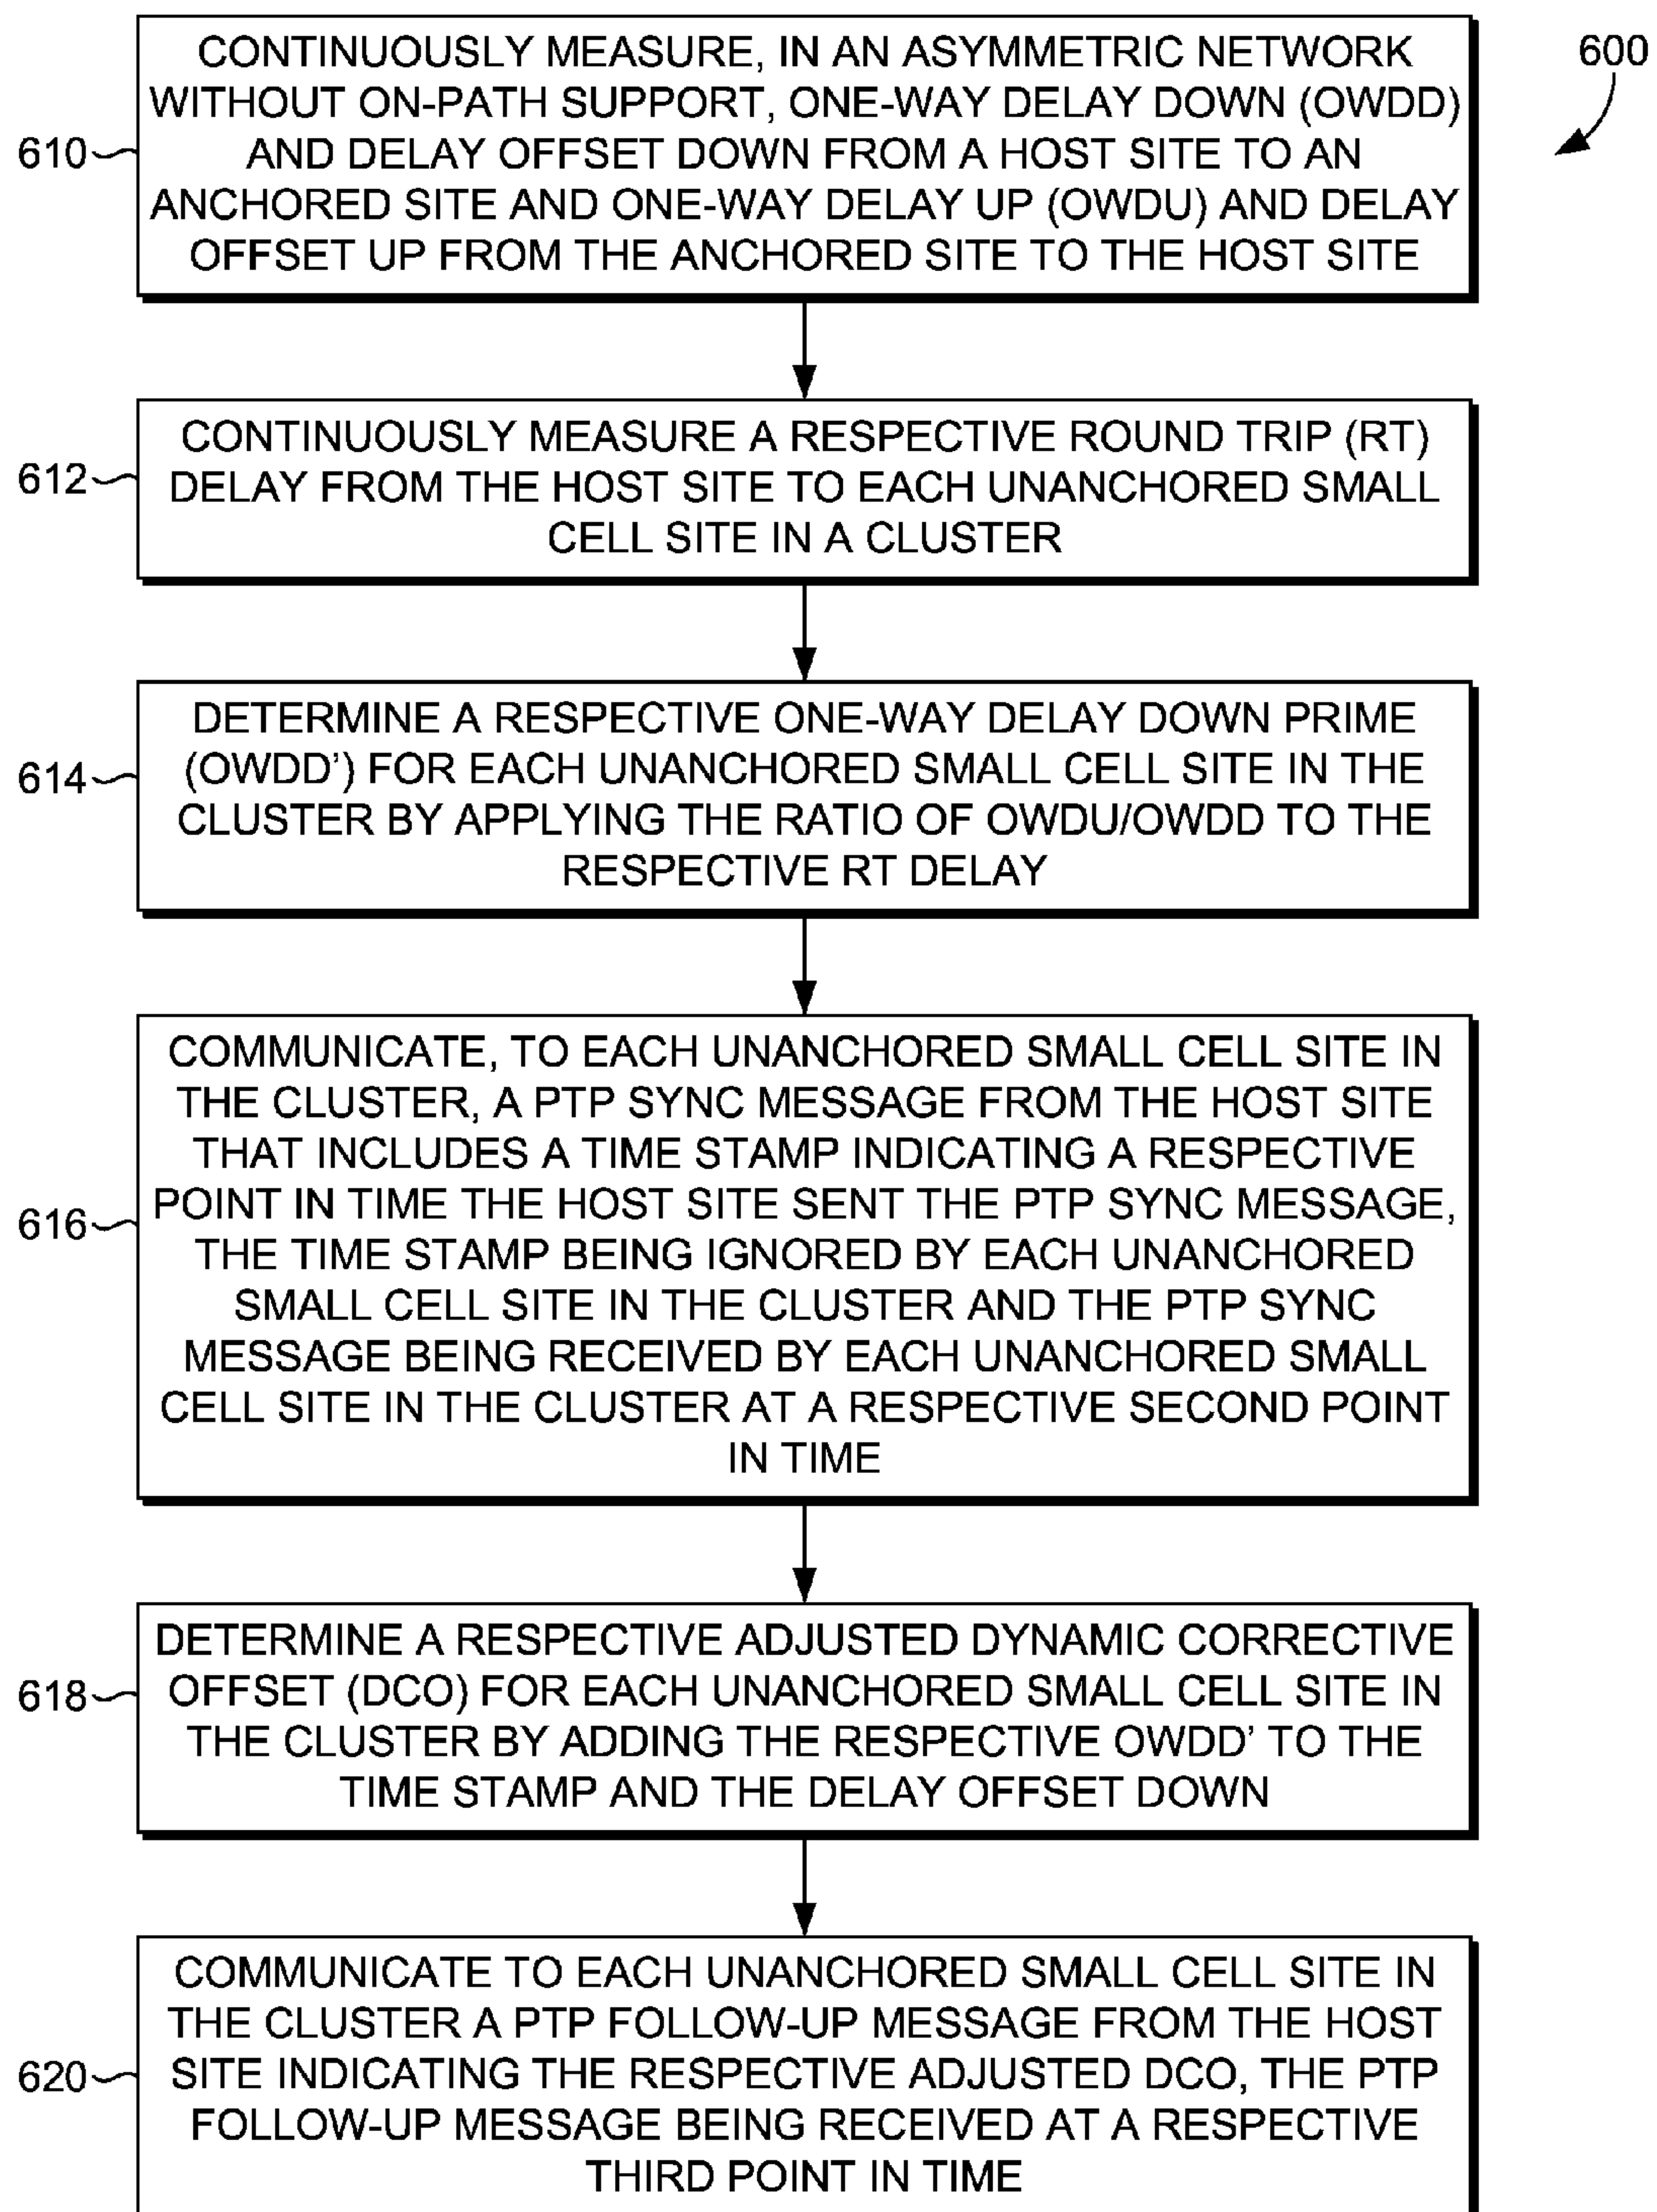 600
610
CONTINUOUSLY MEASURE, IN AN ASYMMETRIC NETWORK
WITHOUT ON-PATH SUPPORT, ONE-WAY DELAY DOWN (OWDD)
AND DELAY OFFSET DOWN FROM A HOST SITE TO AN
ANCHORED SITE AND ONE-WAY DELAY UP (OWDU) AND DELAY
OFFSET UP FROM THE ANCHORED SITE TO THE HOST SITE
612
CONTINUOUSLY MEASURE A RESPECTIVE ROUND TRIP (RT)
DELAY FROM THE HOST SITE TO EACH UNANCHORED SMALL
CELL SITE IN A CLUSTER
614
DETERMINE A RESPECTIVE ONE-WAY DELAY DOWN PRIME
(OWDD’) FOR EACH UNANCHORED SMALL CELL SITE IN THE
CLUSTER BY APPLYING THE RATIO OF OWDU/OWDD TO THE
RESPECTIVE RT DELAY
616
COMMUNICATE, TO EACH UNANCHORED SMALL CELL SITE IN
THE CLUSTER, A PTP SYNC MESSAGE FROM THE HOST SITE
THAT INCLUDES A TIME STAMP INDICATING A RESPECTIVE
POINT IN TIME THE HOST SITE SENT THE PTP SYNC MESSAGE,
THE TIME STAMP BEING IGNORED BY EACH UNANCHORED
SMALL CELL SITE IN THE CLUSTER AND THE PTP SYNC
MESSAGE BEING RECEIVED BY EACH UNANCHORED SMALL
CELL SITE IN THE CLUSTER AT A RESPECTIVE SECOND POINT
IN TIME
618
DETERMINE A RESPECTIVE ADJUSTED DYNAMIC CORRECTIVE
OFFSET (DCO) FOR EACH UNANCHORED SMALL CELL SITE IN
THE CLUSTER BY ADDING THE RESPECTIVE OWDD’ TO THE
TIME STAMP AND THE DELAY OFFSET DOWN
620
COMMUNICATE TO EACH UNANCHORED SMALL CELL SITE IN
THE CLUSTER A PTP FOLLOW-UP MESSAGE FROM THE HOST
SITE INDICATING THE RESPECTIVE ADJUSTED DCO, THE PTP
FOLLOW-UP MESSAGE BEING RECEIVED AT A RESPECTIVE
THIRD POINT IN TIME